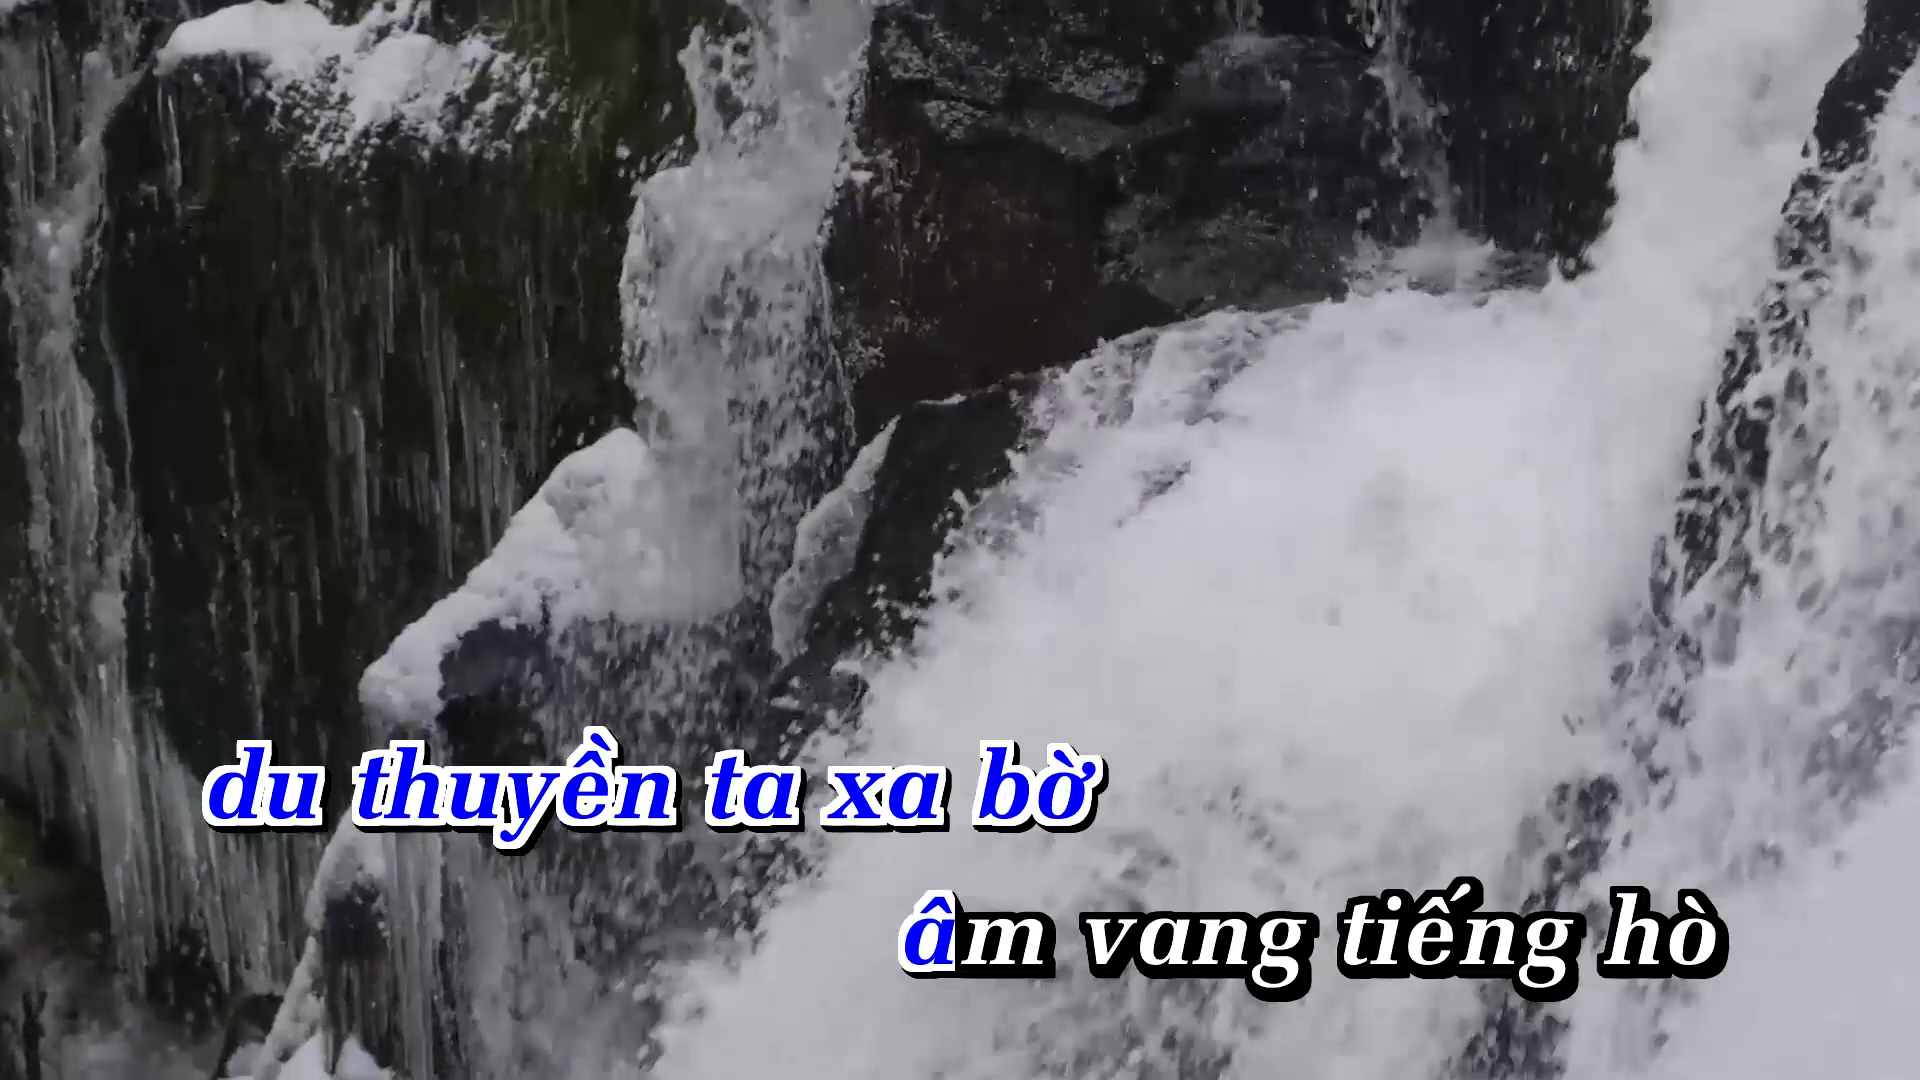 du thuyền ta xa bờ
âm vang tiếng hò